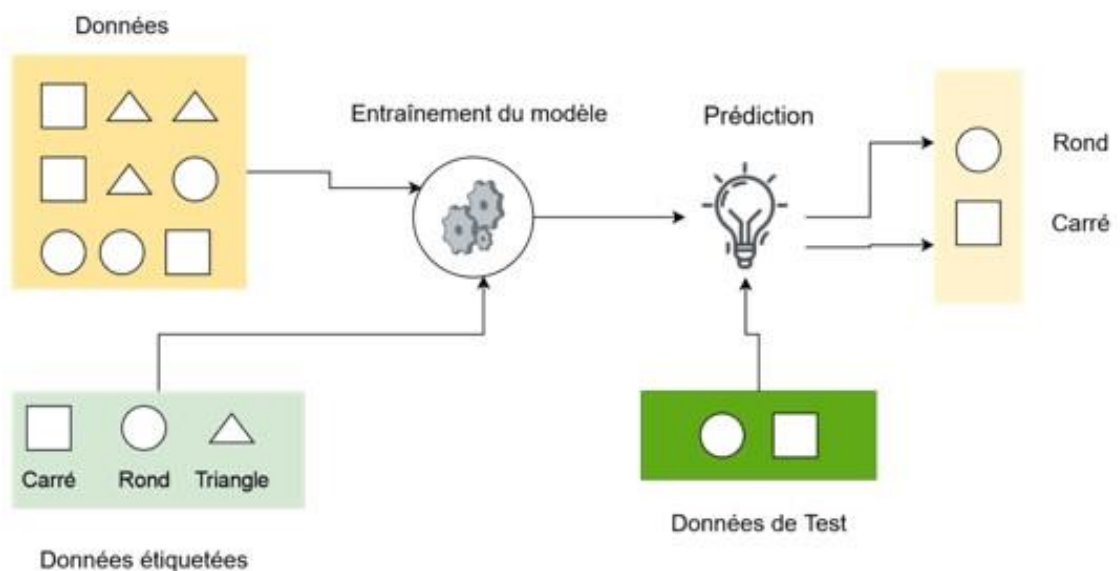 Données
Entraînement du modèle
Prédiction
Rond
Carré
Carré Rond Triangle
Données étiquetées
Données de Test